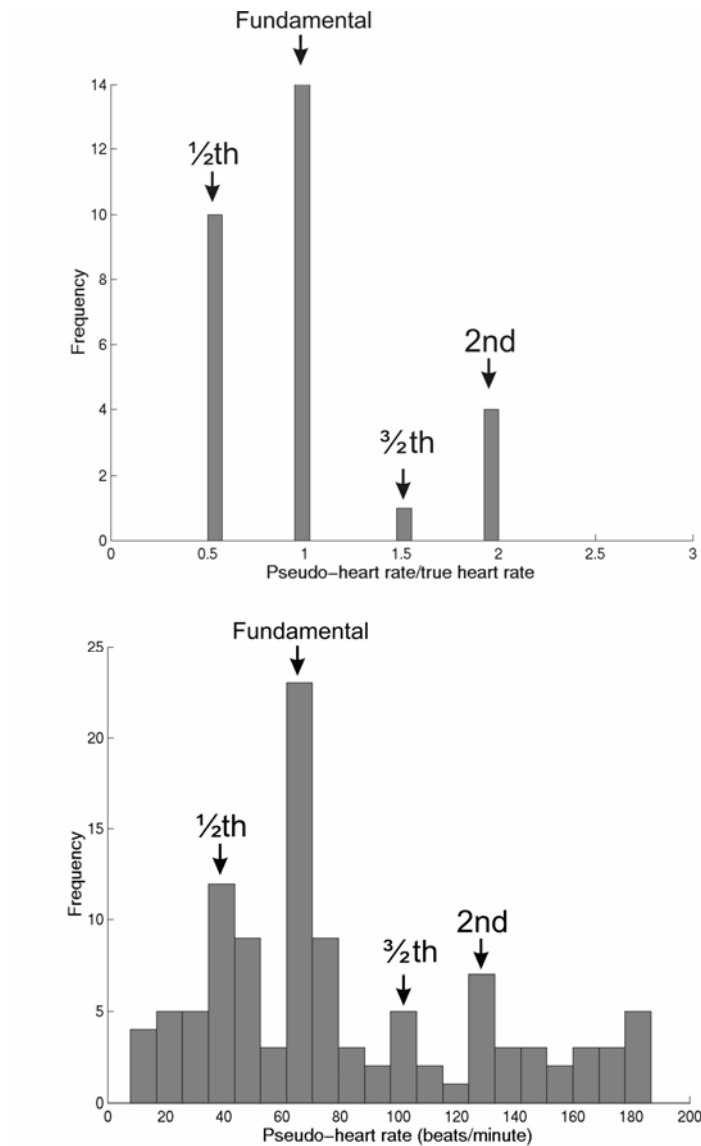 Fundamental
14
12
10
8
6
4
2
0
Frequency
½th
2nd
³⁄₂th
0 0.5 1 1.5 2 2.5 3
Pseudo-heart rate/true heart rate
Fundamental
25
20
15
10
5
0
Frequency
½th
2nd
³⁄₂th
0 20 40 60 80 100 120 140 160 180 200
Pseudo-heart rate (beats/minute)